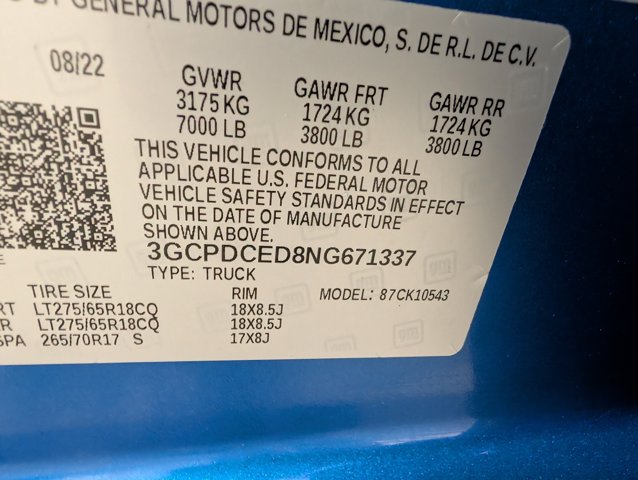 BY GENERAL MOTORS DE MEXICO, S. DE R.L. DE C.V.
08/22
GVWR
3175 KG
7000 LB
GAWR FRT
1724 KG
3800 LB
GAWR RR
1724 KG
3800 LB
THIS VEHICLE CONFORMS TO ALL
APPLICABLE U.S. FEDERAL MOTOR
VEHICLE SAFETY STANDARDS IN EFFECT
ON THE DATE OF MANUFACTURE
SHOWN ABOVE.
3GCPDCED8NG671337
TYPE: TRUCK
MODEL: 87CK10543
TIRE SIZE RIM
RT LT275/65R18CQ 18X8.5J
R LT275/65R18CQ 18X8.5J
SPA 265/70R17 S 17X8J